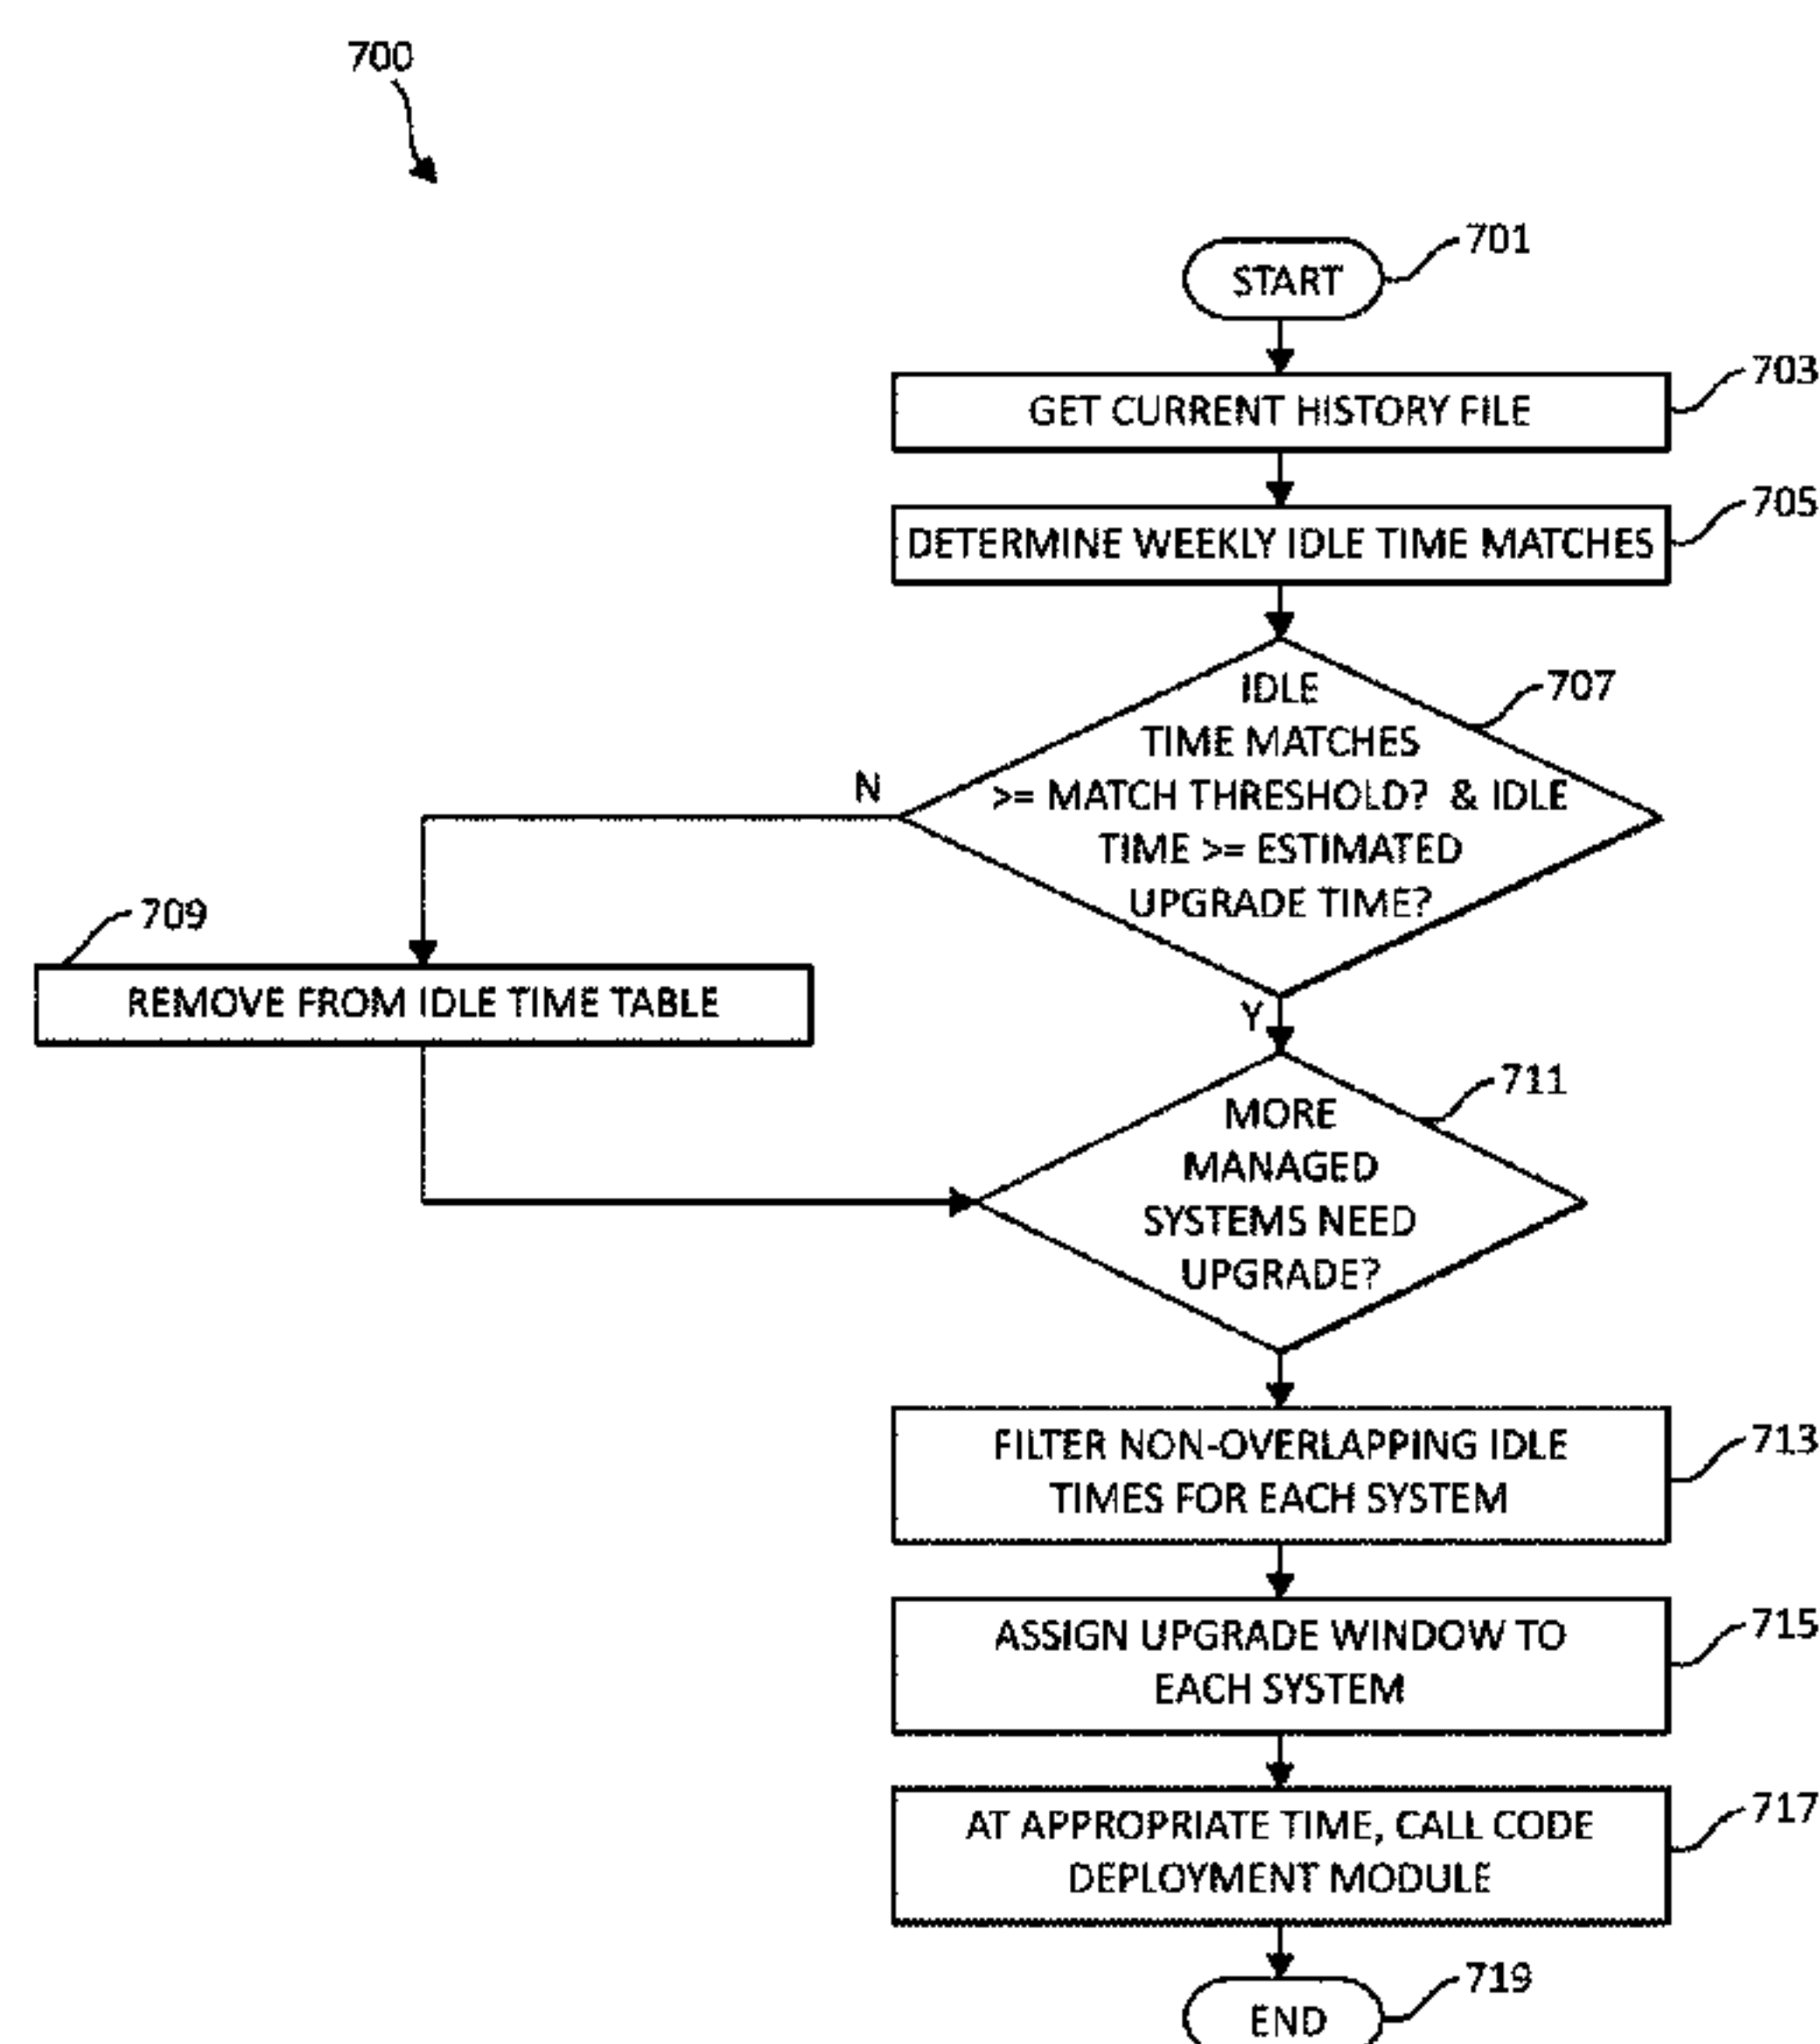 700
701
START
703
GET CURRENT HISTORY FILE
705
DETERMINE WEEKLY IDLE TIME MATCHES
707
IDLE
TIME MATCHES
>= MATCH THRESHOLD? & IDLE
TIME >= ESTIMATED
UPGRADE TIME?
N
709
REMOVE FROM IDLE TIME TABLE
Y
711
MORE
MANAGED
SYSTEMS NEED
UPGRADE?
713
FILTER NON-OVERLAPPING IDLE
TIMES FOR EACH SYSTEM
715
ASSIGN UPGRADE WINDOW TO
EACH SYSTEM
717
AT APPROPRIATE TIME, CALL CODE
DEPLOYMENT MODULE
719
END